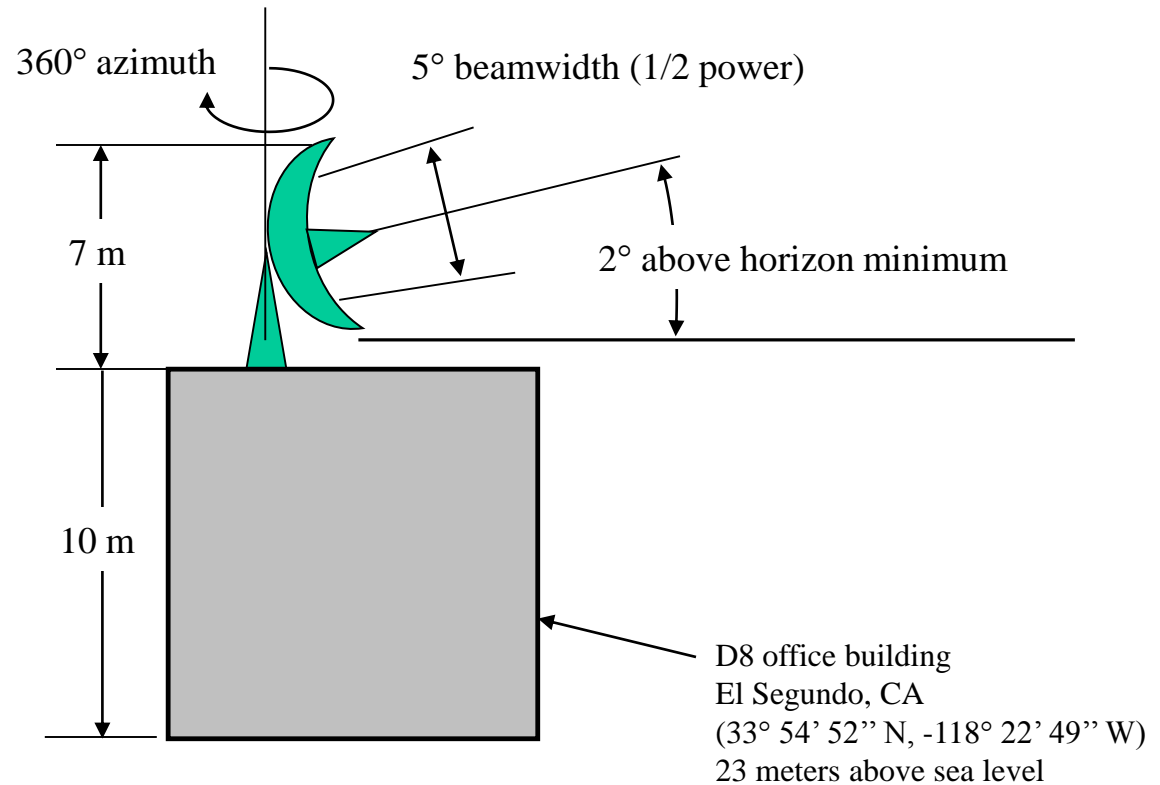 360° azimuth
5° beamwidth (1/2 power)
7 m
2° above horizon minimum
10 m
D8 office building
El Segundo, CA
(33° 54’ 52’’ N, -118° 22’ 49’’ W)
23 meters above sea level